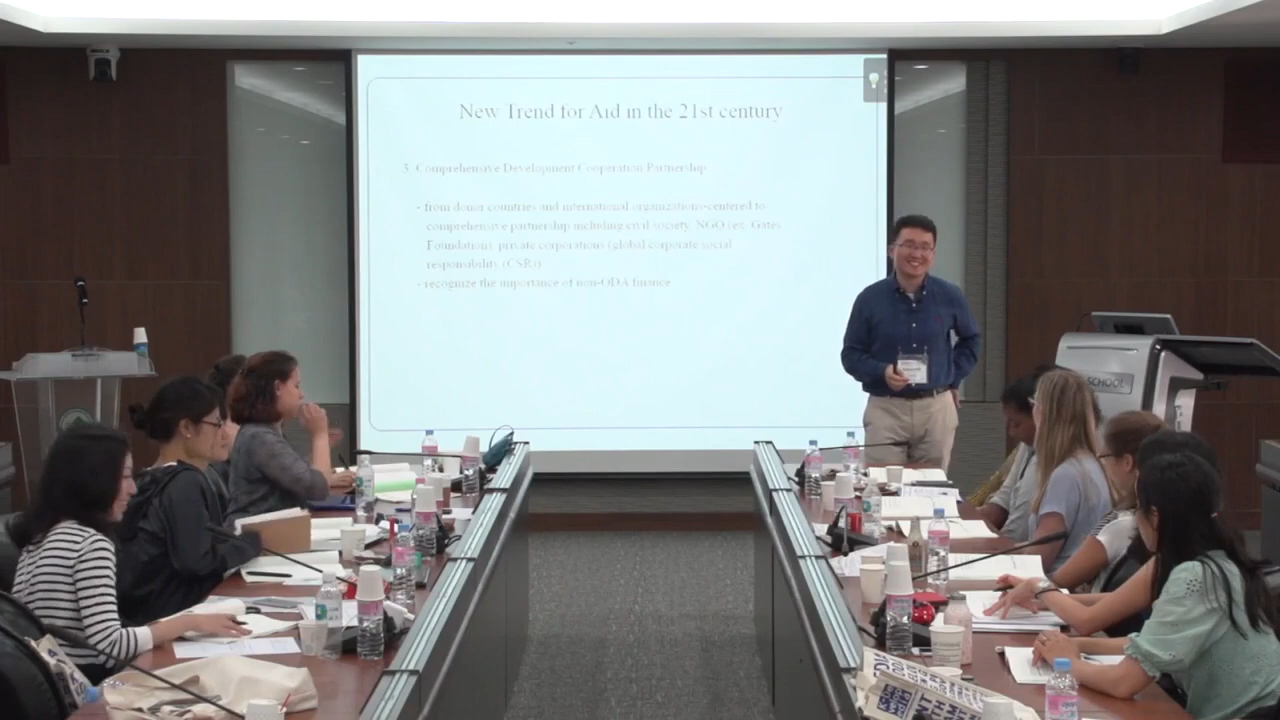 New Trend for Aid in the 21st century
3. Comprehensive Development Cooperation Partnership
- from donor countries and international organizations-centered to
comprehensive partnership including civil society, NGO (ex. Gates
Foundation), private corporations (global corporate social
responsibility (CSR))
- recognize the importance of non-ODA finance
SCHOOL